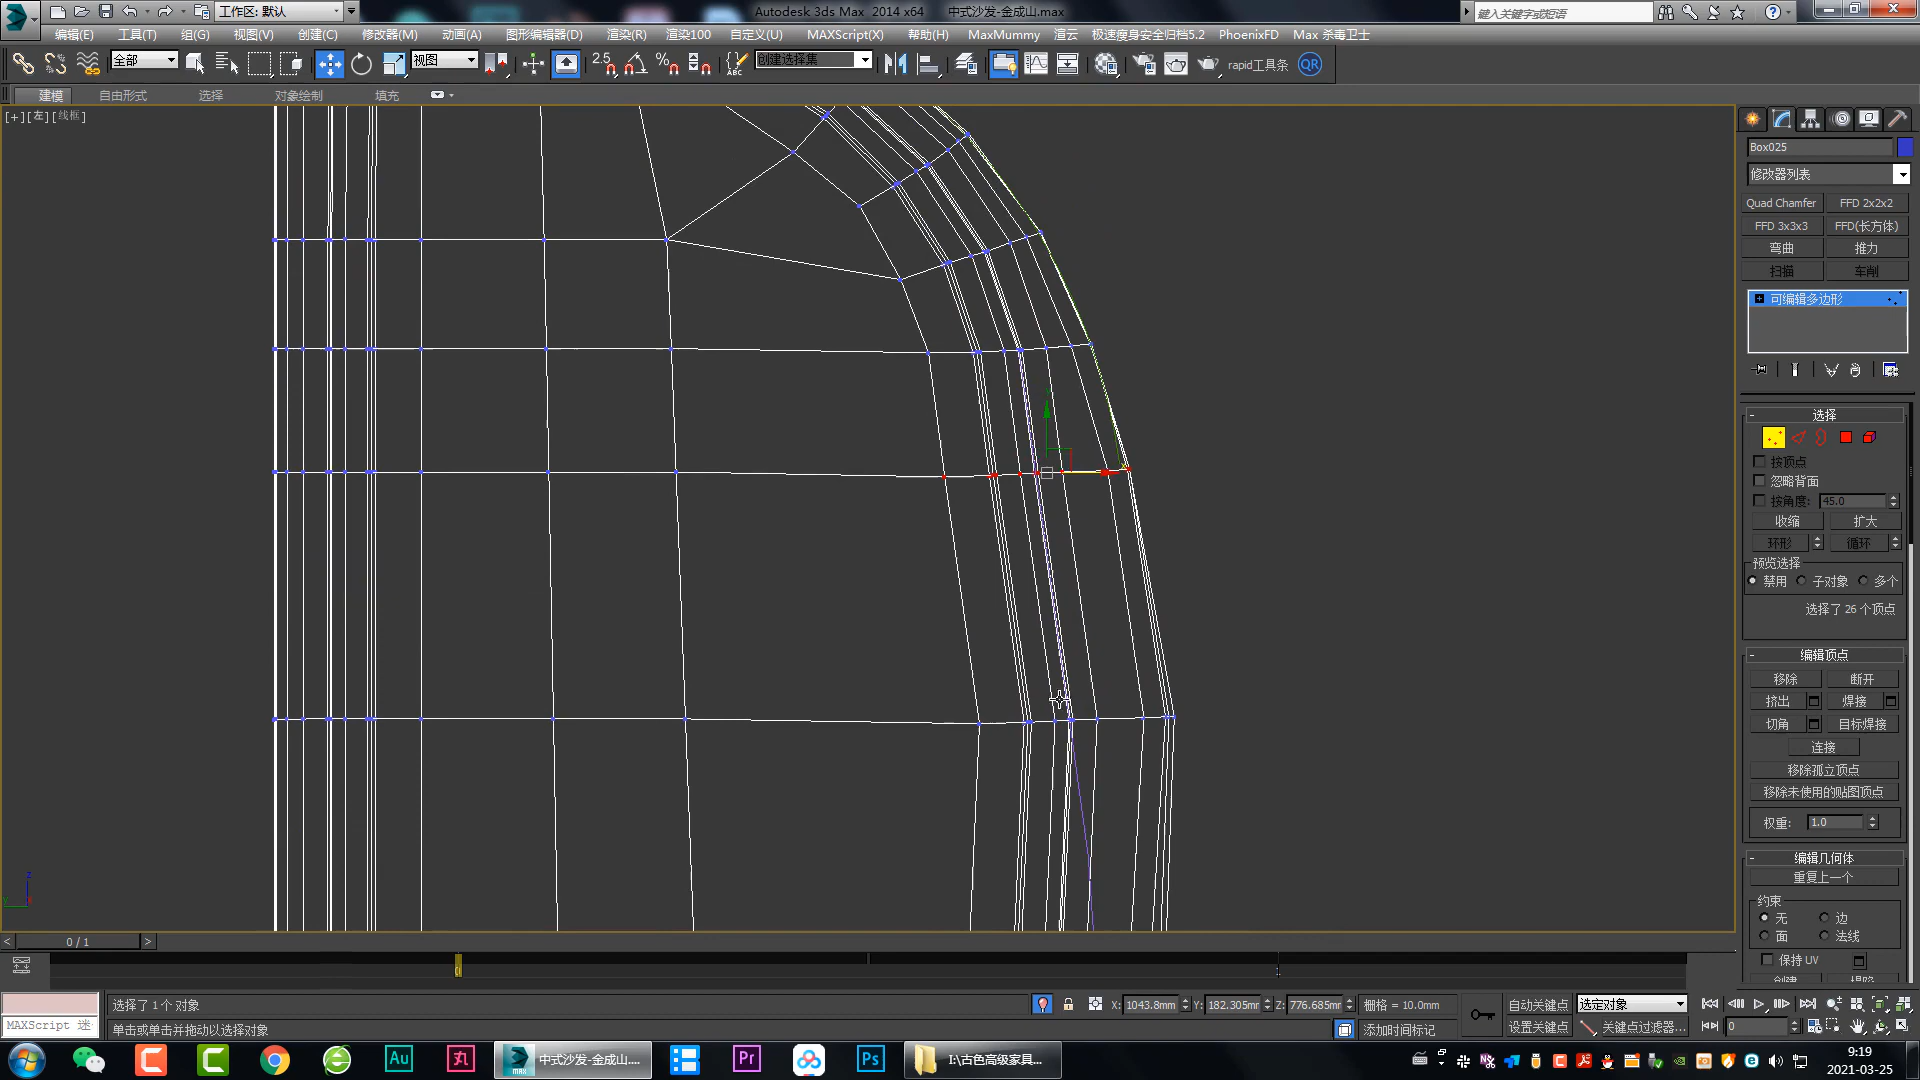 工作区: 默认
Autodesk 3ds Max  2014 x64
中式沙发-金成山.max
键入关键字或短语
编辑(E)
工具(T)
组(G)
视图(V)
创建(C)
修改器(M)
动画(A)
图形编辑器(D)
渲染(R)
渲染100
自定义(U)
MAXScript(X)
帮助(H)
MaxMummy
渲云
极速瘦身安全归档5.2
PhoenixFD
Max 杀毒卫士
全部
视图
2.5
创建选择集
rapid工具条
QR
建模
自由形式
选择
对象绘制
填充
[+][左][线框]
Box025
修改器列表
Quad Chamfer
FFD 2x2x2
FFD 3x3x3
FFD(长方体)
弯曲
推力
扫描
车削
可编辑多边形
选择
按顶点
忽略背面
按角度:
45.0
收缩
扩大
环形
循环
预览选择
禁用
子对象
多个
选择了 26 个顶点
编辑顶点
移除
断开
挤出
焊接
切角
目标焊接
连接
移除孤立顶点
移除未使用的贴图顶点
权重:
1.0
编辑几何体
重复上一个
约束
无
边
面
法线
保持 UV
0 / 1
选择了 1 个 对象
X: 1043.8mm
Y: 182.305mm
Z: 776.685mm
栅格 = 10.0mm
自动关键点
选定对象
MAXScript 迷
单击或单击并拖动以选择对象
添加时间标记
设置关键点
关键点过滤器...
0
Au
丸
中式沙发-金成山....
Pr
Ps
I:\古色高级家具...
9:19
2021-03-25